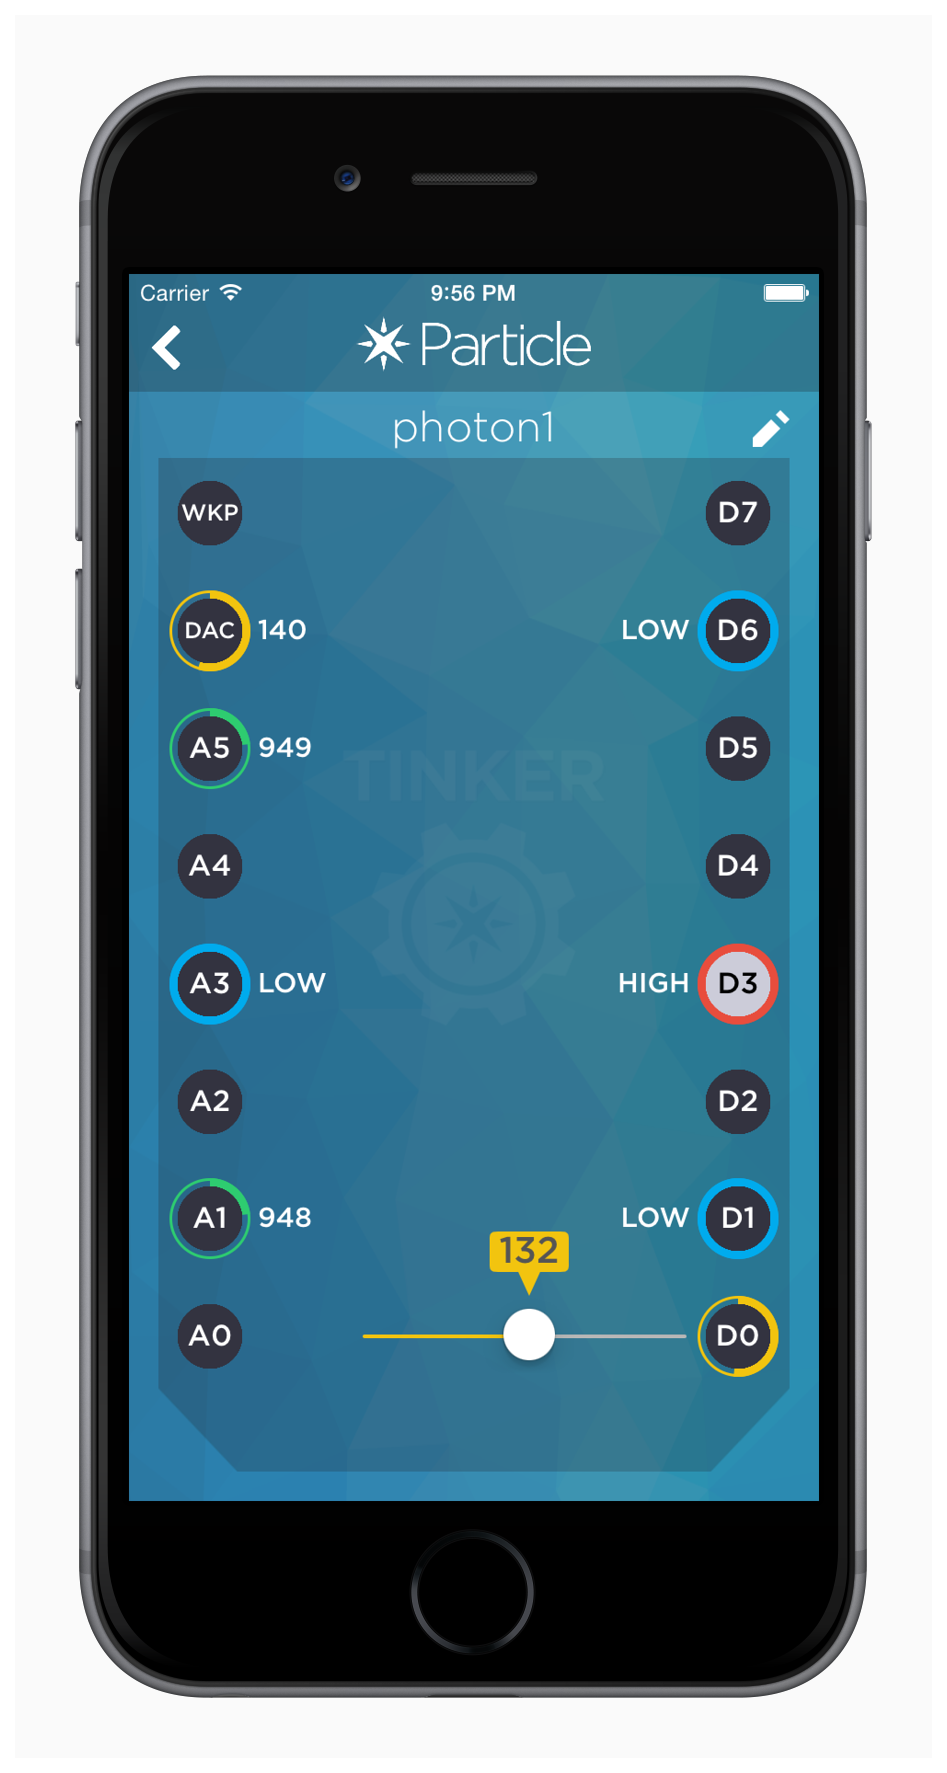 Carrier 9:56 PM
Particle
photon1
WKP D7
DAC 140 LOW D6
A5 949 D5
TINKER
A4 D4
A3 LOW HIGH D3
A2 D2
A1 948 LOW D1
132
A0 D0